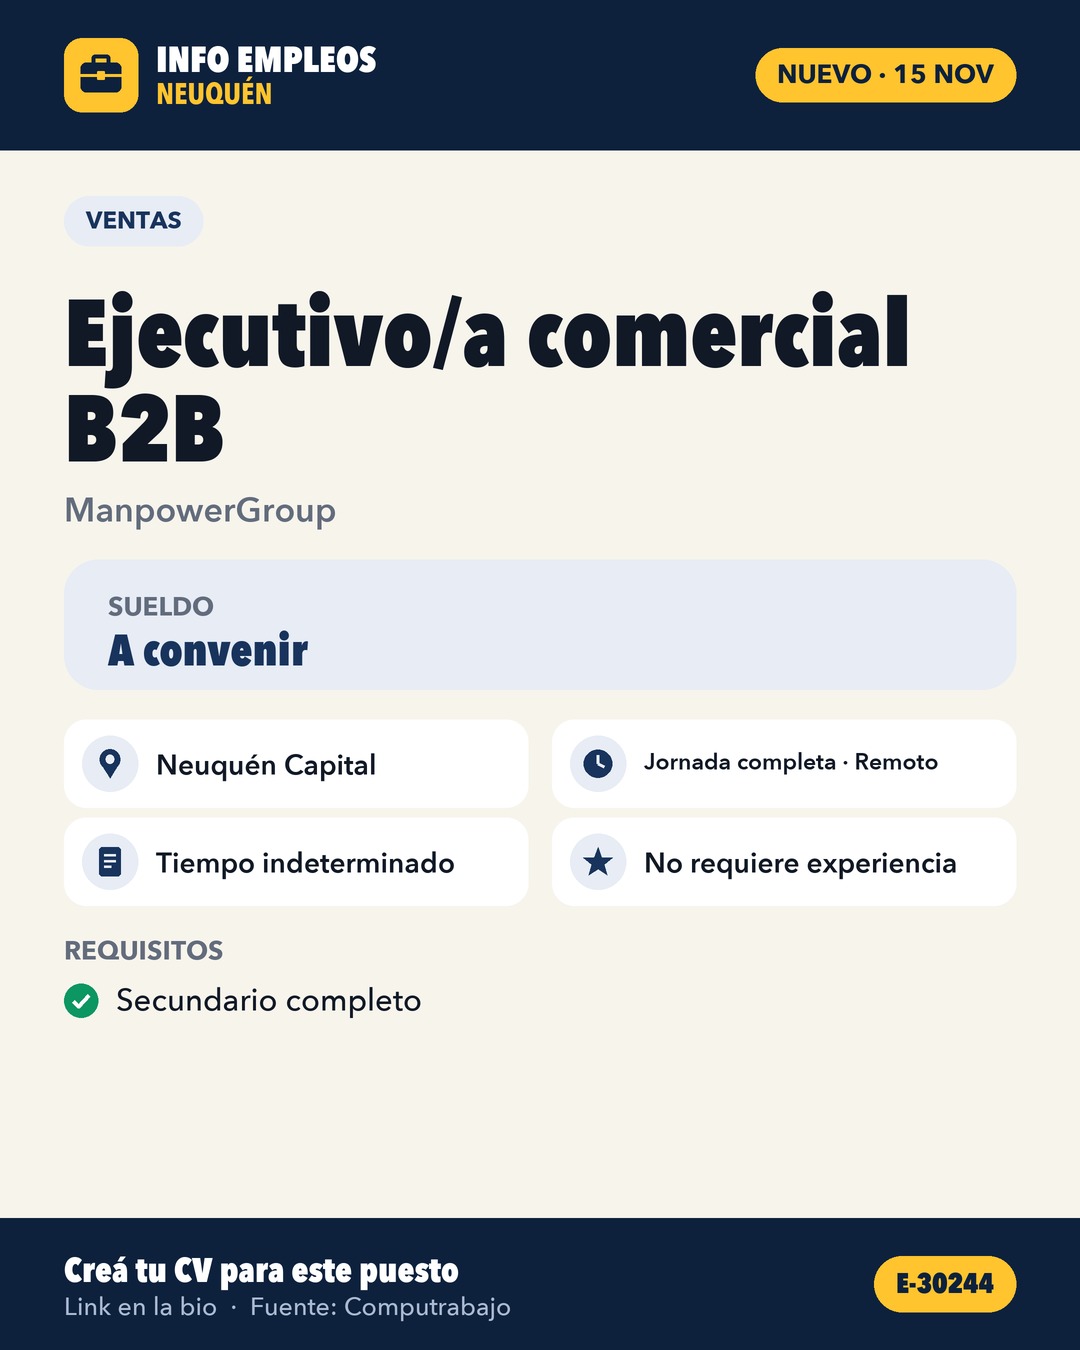 INFO EMPLEOS
NEUQUÉN
NUEVO · 15 NOV
VENTAS
Ejecutivo/a comercial
B2B
ManpowerGroup
SUELDO
A convenir
Neuquén Capital
Jornada completa · Remoto
Tiempo indeterminado
No requiere experiencia
REQUISITOS
Secundario completo
Creá tu CV para este puesto
Link en la bio · Fuente: Computrabajo
E-30244